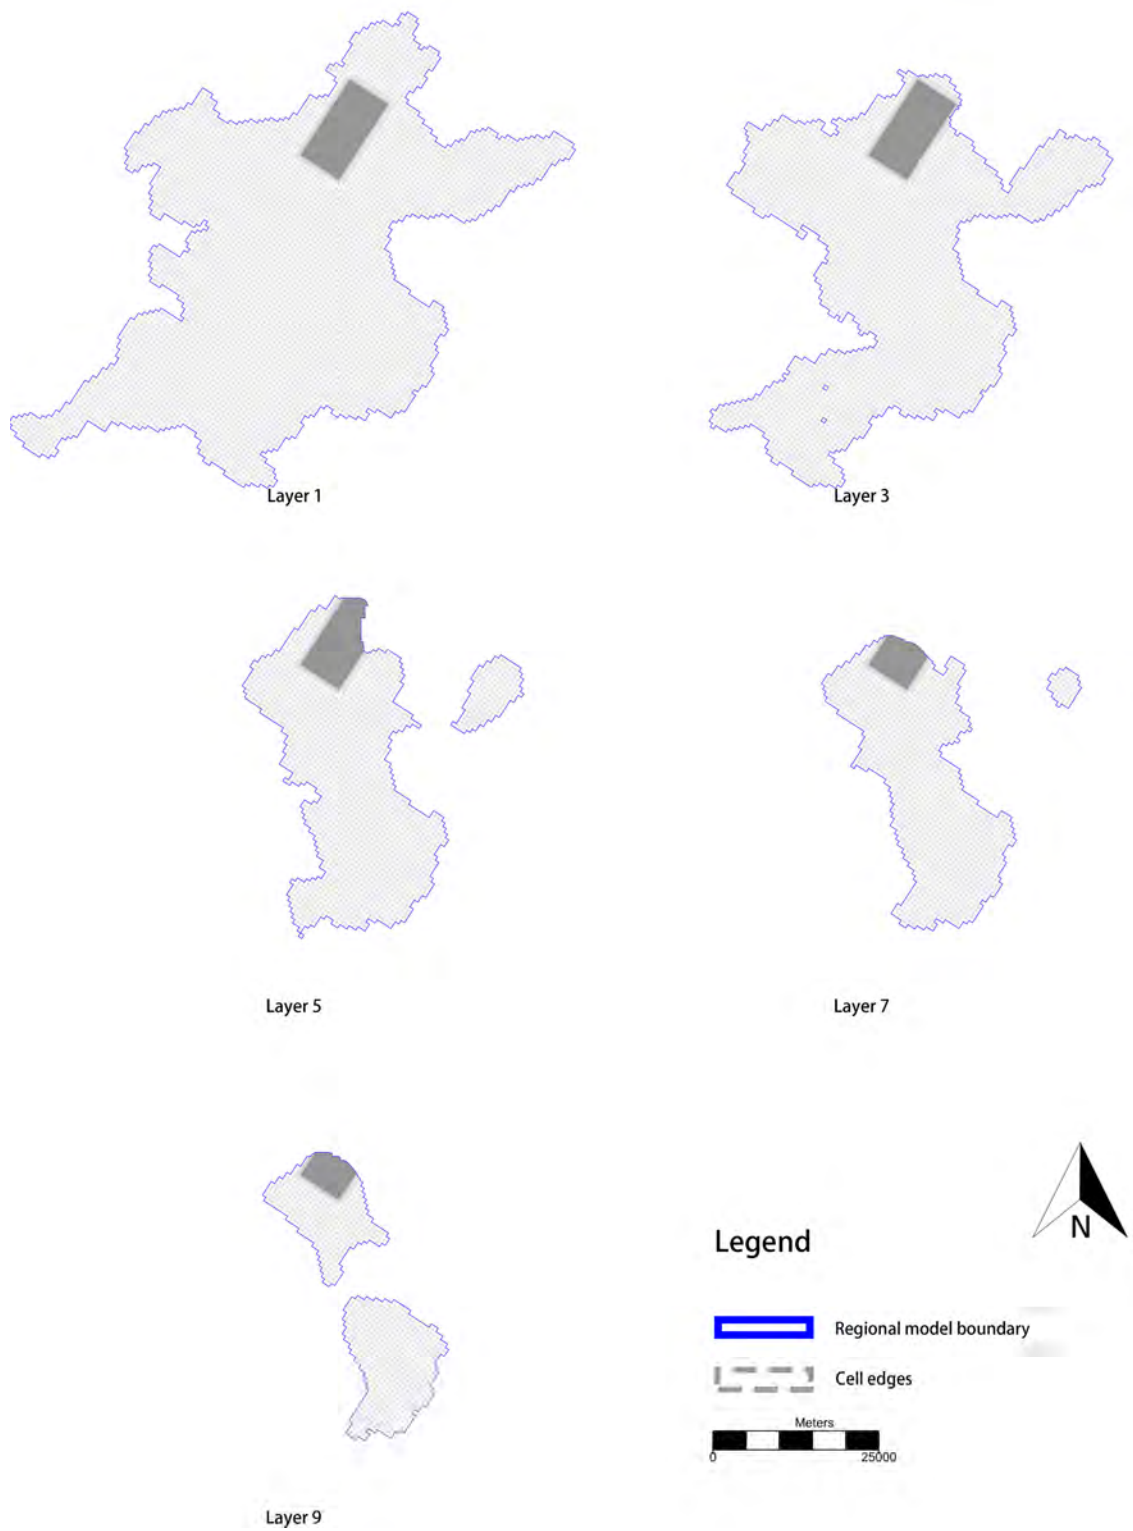 Layer 1
Layer 3
Layer 5
Layer 7
Layer 9
N
Legend
Regional model boundary
Cell edges
Meters
0 25000